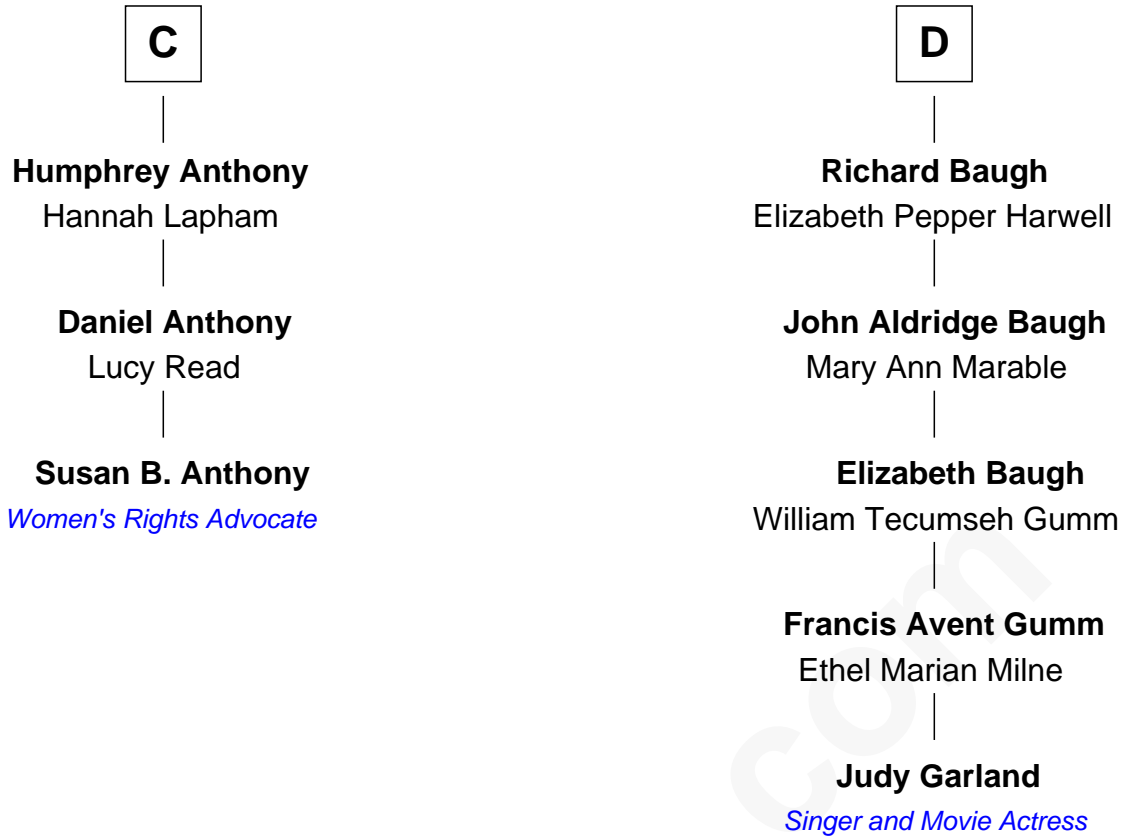 C
Humphrey Anthony
Hannah Lapham
Daniel Anthony
Lucy Read
Susan B. Anthony
Women's Rights Advocate
D
Richard Baugh
Elizabeth Pepper Harwell
John Aldridge Baugh
Mary Ann Marable
Elizabeth Baugh
William Tecumseh Gumm
Francis Avent Gumm
Ethel Marian Milne
Judy Garland
Singer and Movie Actress
com